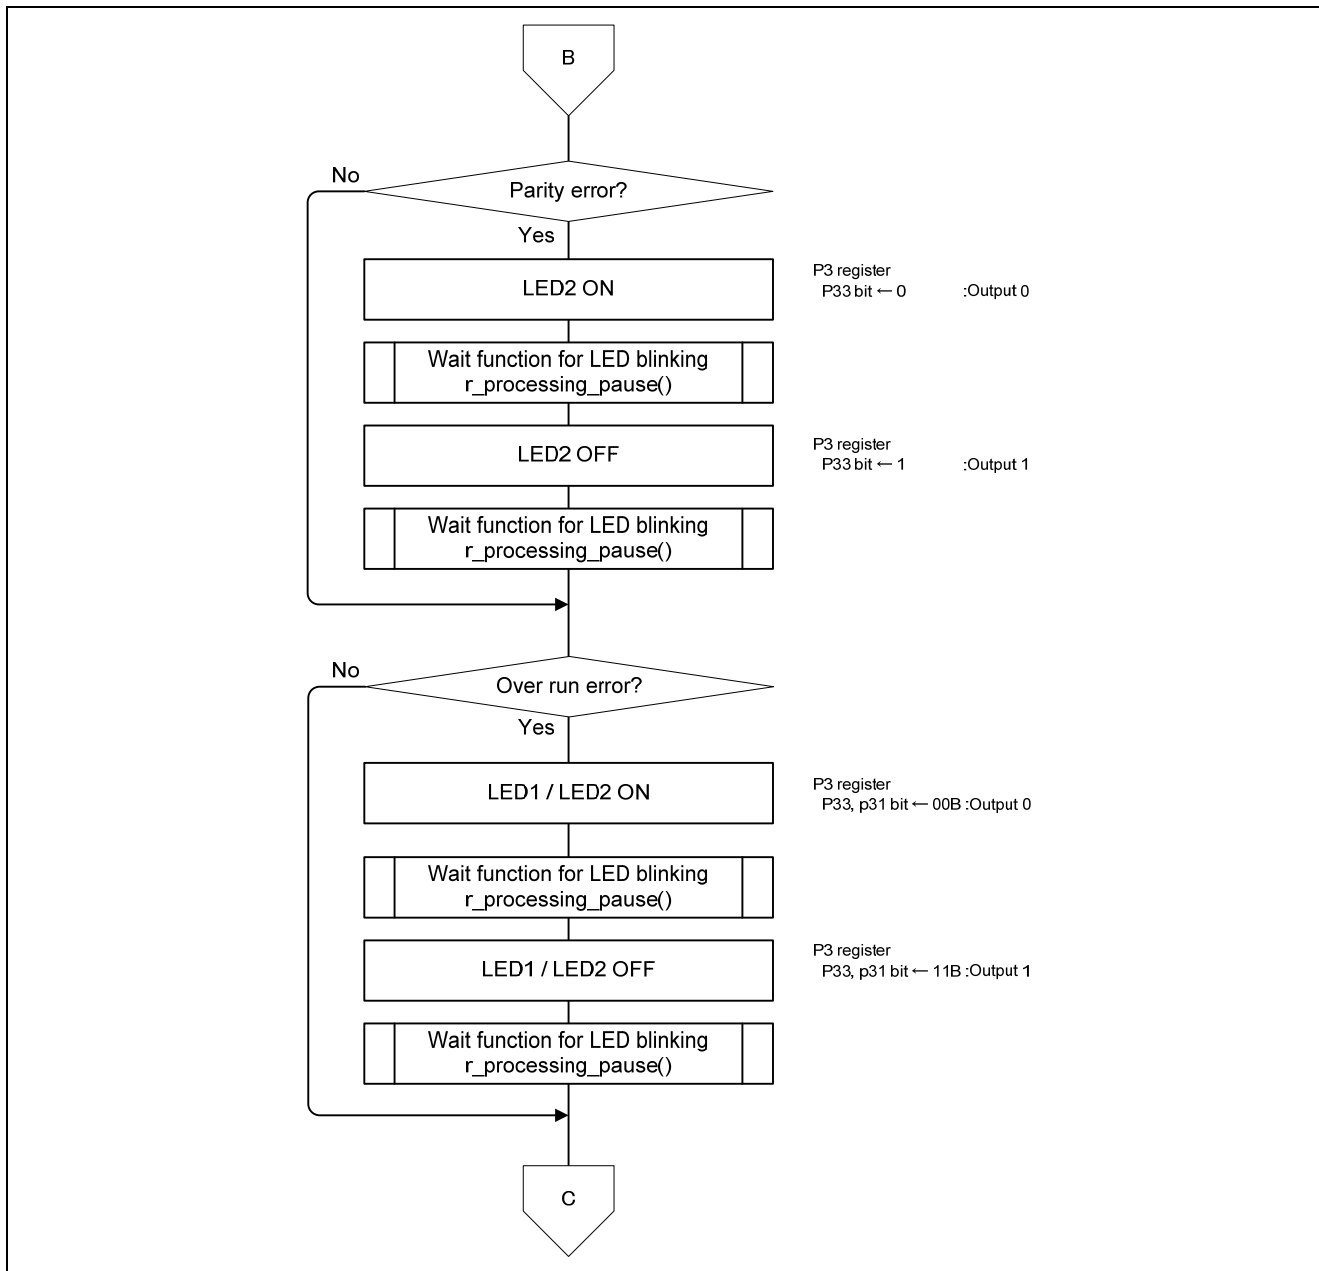 B
No
Parity error?
Yes
LED2 ON
P3 register
P33 bit ← 0 :Output 0
Wait function for LED blinking
r_processing_pause()
LED2 OFF
P3 register
P33 bit ← 1 :Output 1
Wait function for LED blinking
r_processing_pause()
No
Over run error?
Yes
LED1 / LED2 ON
P3 register
P33, p31 bit ← 00B :Output 0
Wait function for LED blinking
r_processing_pause()
LED1 / LED2 OFF
P3 register
P33, p31 bit ← 11B :Output 1
Wait function for LED blinking
r_processing_pause()
C